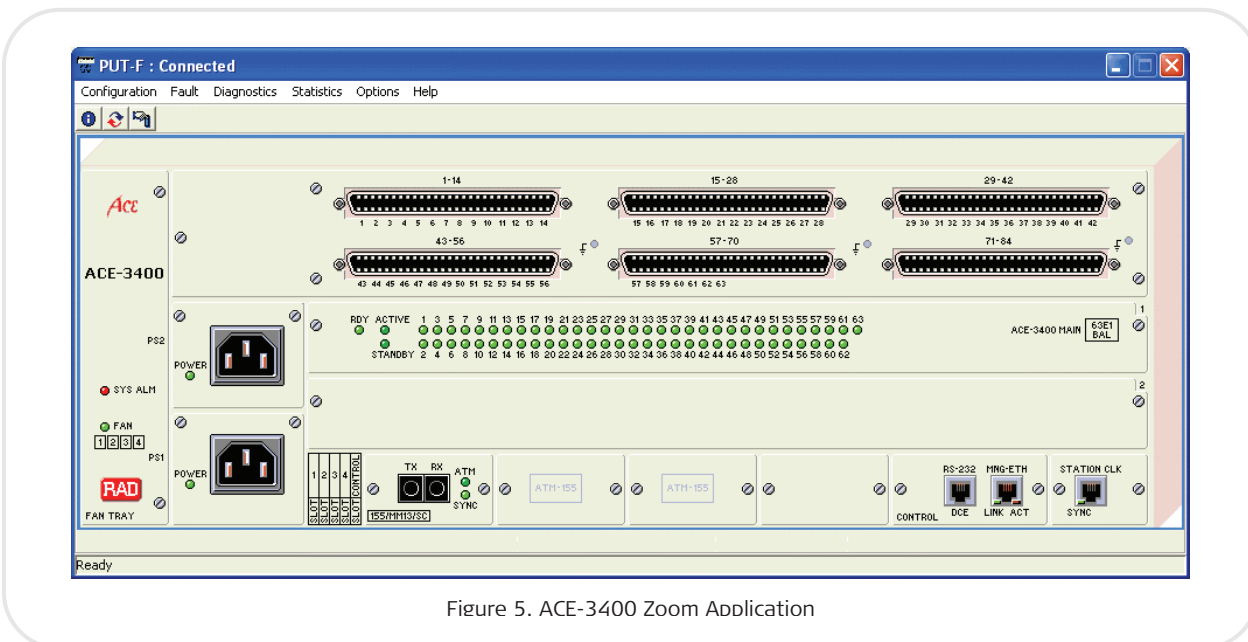 PUT-F : Connected
Configuration Fault Diagnostics Statistics Options Help
1-14 15-28 29-42
Ace
1 2 3 4 5 6 7 8 9 10 11 12 13 14 15 16 17 18 19 20 21 22 23 24 25 26 27 28 29 30 31 32 33 34 35 36 37 38 39 40 41 42
43-56 57-70 71-84
ACE-3400
43 44 45 46 47 48 49 50 51 52 53 54 55 56 57 58 59 60 61 62 63
1
RDY ACTIVE 1 3 5 7 9 11 13 15 17 19 21 23 25 27 29 31 33 35 37 39 41 43 45 47 49 51 53 55 57 59 61 63
ACE-3400 MAIN 63E1
BAL
PS2
STANDBY 2 4 6 8 10 12 14 16 18 20 22 24 26 28 30 32 34 36 38 40 42 44 46 48 50 52 54 56 58 60 62
POWER
SYS ALM
2
FAN
1 2 3 4
PS1
POWER
RAD
FAN TRAY
SLOT 1
SLOT 2
SLOT 3
SLOT 4
SLOT CONTROL
TX RX ATM
SYNC
155/MM13/SC
ATM-155
ATM-155
RS-232 MNG-ETH STATION CLK
CONTROL DCE LINK ACT SYNC
Ready
Figure 5. ACE-3400 Zoom Application